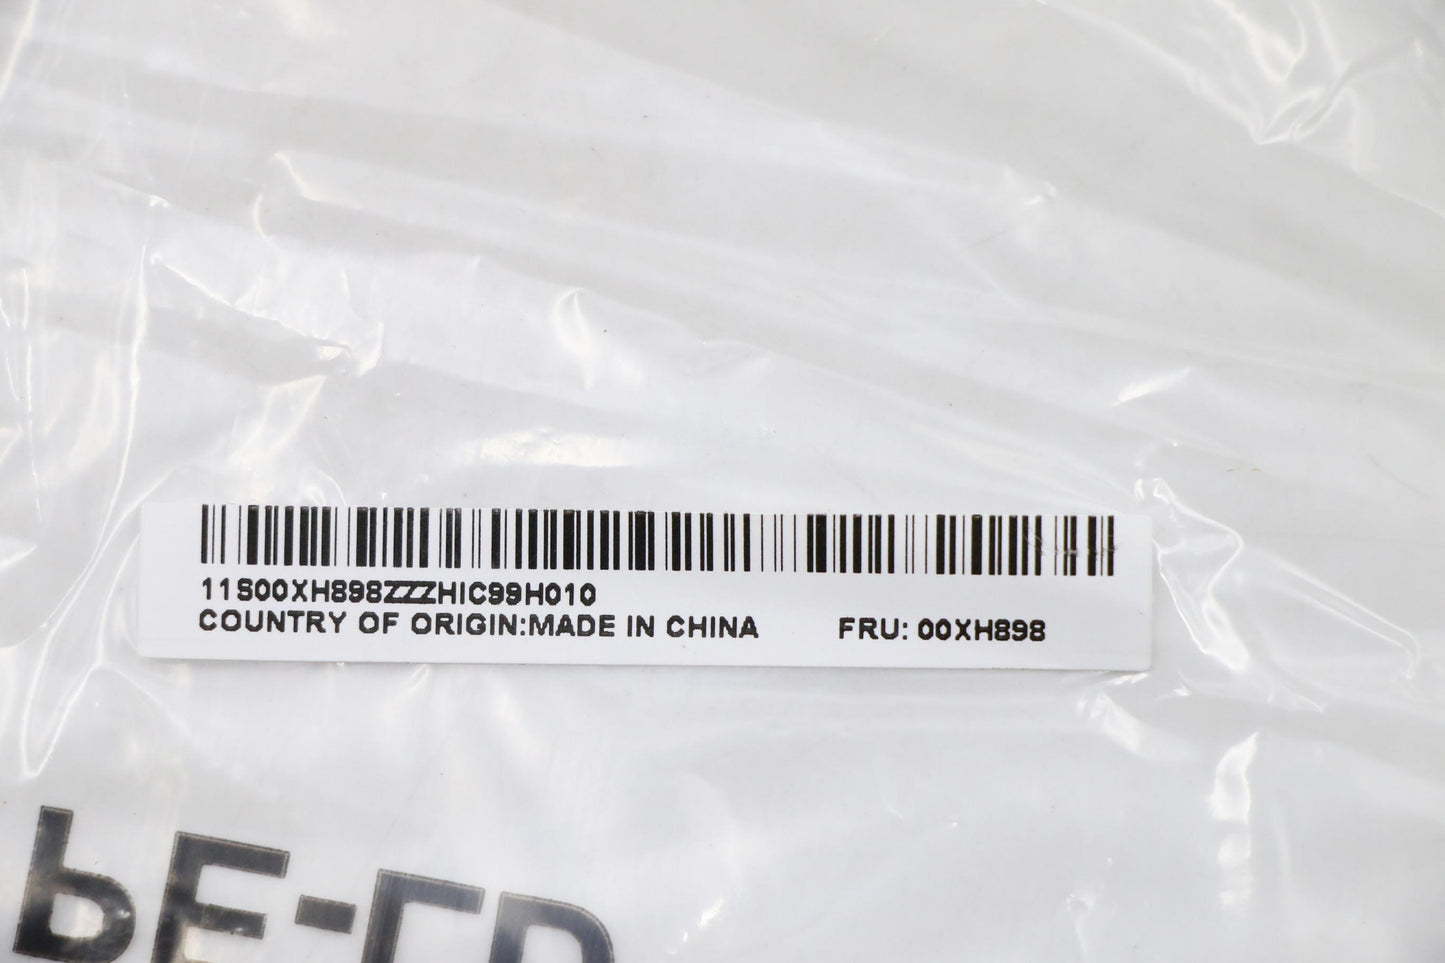 11S00XH898ZZZHIC99H010
COUNTRY OF ORIGIN:MADE IN CHINA FRU: 00XH898